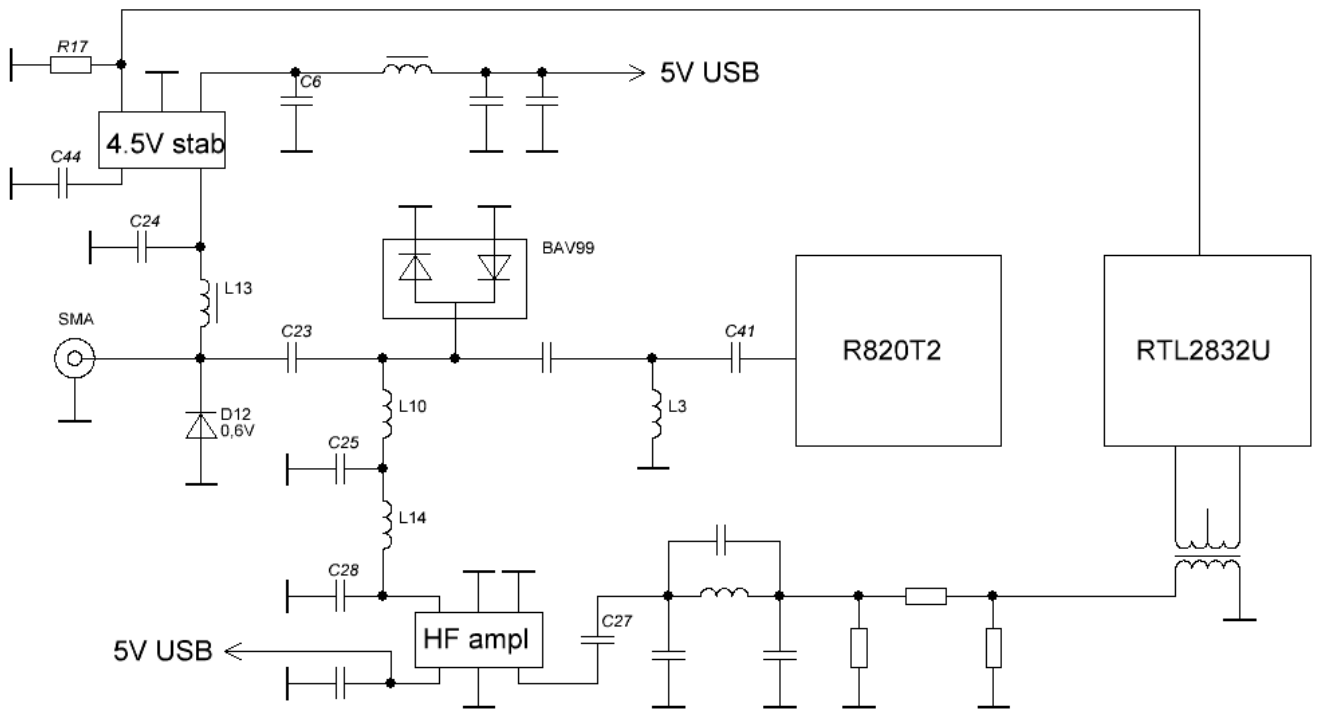 R17
C6
5V USB
4.5V stab
C44
C24
BAV99
L13
SMA
C23
C41
R820T2
RTL2832U
L10
L3
D12
0,6V
C25
L14
C28
C27
HF ampl
5V USB